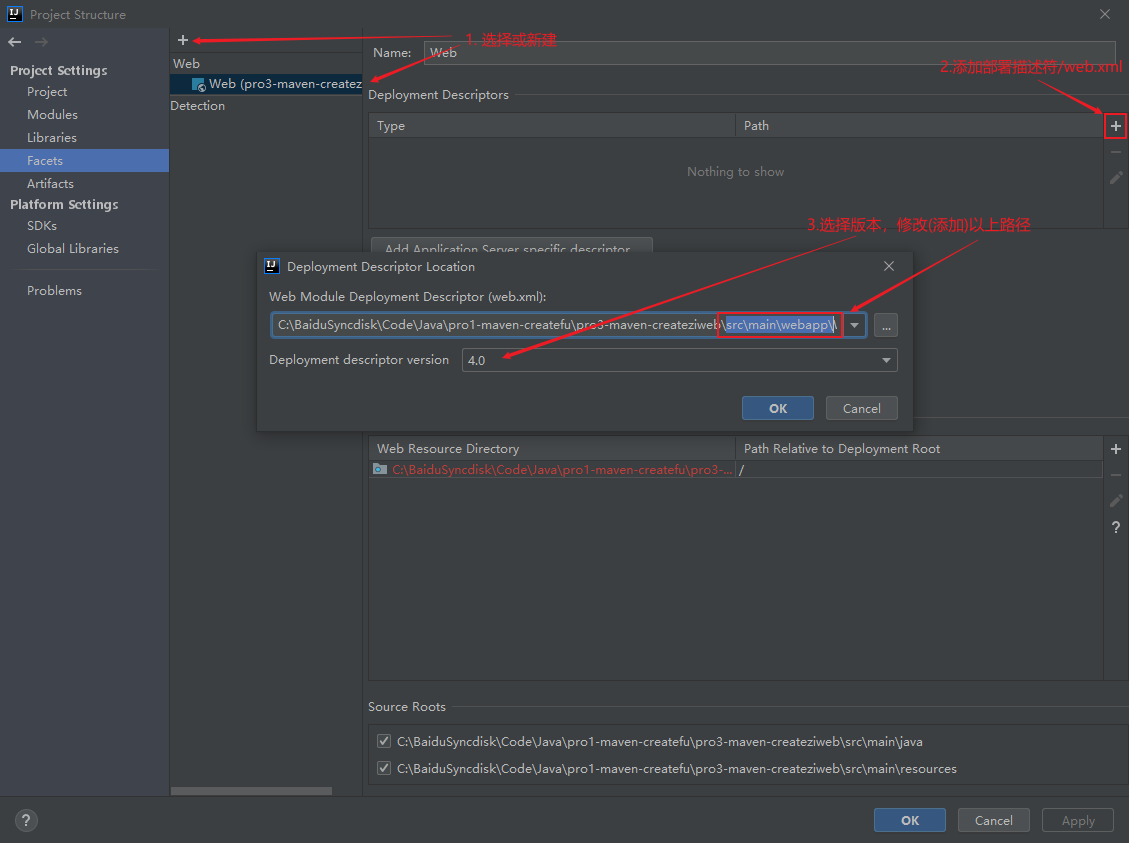 Project Structure
Project Settings
Project
Modules
Libraries
Facets
Artifacts
Platform Settings
SDKs
Global Libraries
Problems
+
Web
Web (pro3-maven-createz
Detection
1. 选择或新建
Name: Web
2.添加部署描述符/web.xml
Deployment Descriptors
Type Path
Nothing to show
3.选择版本，修改(添加)以上路径
Add Application Server specific descriptor...
Deployment Descriptor Location
Web Module Deployment Descriptor (web.xml):
C:\BaiduSyncdisk\Code\Java\pro1-maven-createfu\pro3-maven-createziweb\src\main\webapp\\
...
Deployment descriptor version 4.0
OK Cancel
Web Resource Directory Path Relative to Deployment Root
C:\BaiduSyncdisk\Code\Java\pro1-maven-createfu\pro3-... /
?
Source Roots
C:\BaiduSyncdisk\Code\Java\pro1-maven-createfu\pro3-maven-createziweb\src\main\java
C:\BaiduSyncdisk\Code\Java\pro1-maven-createfu\pro3-maven-createziweb\src\main\resources
? OK Cancel Apply